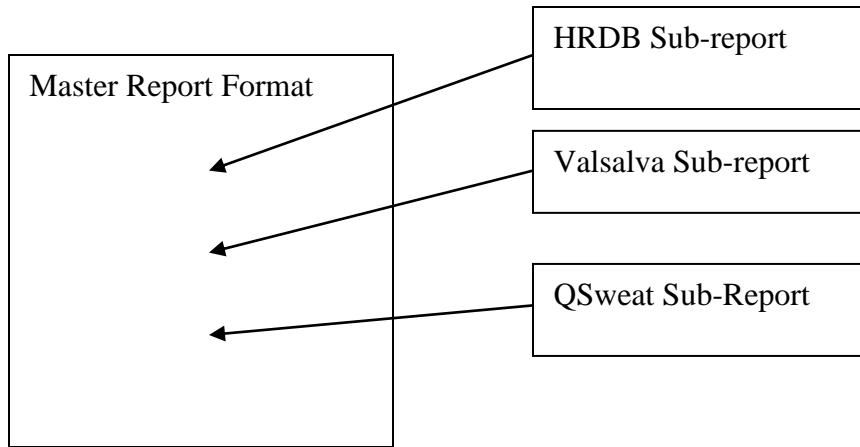 HRDB Sub-report
Master Report Format
Valsalva Sub-report
QSweat Sub-Report